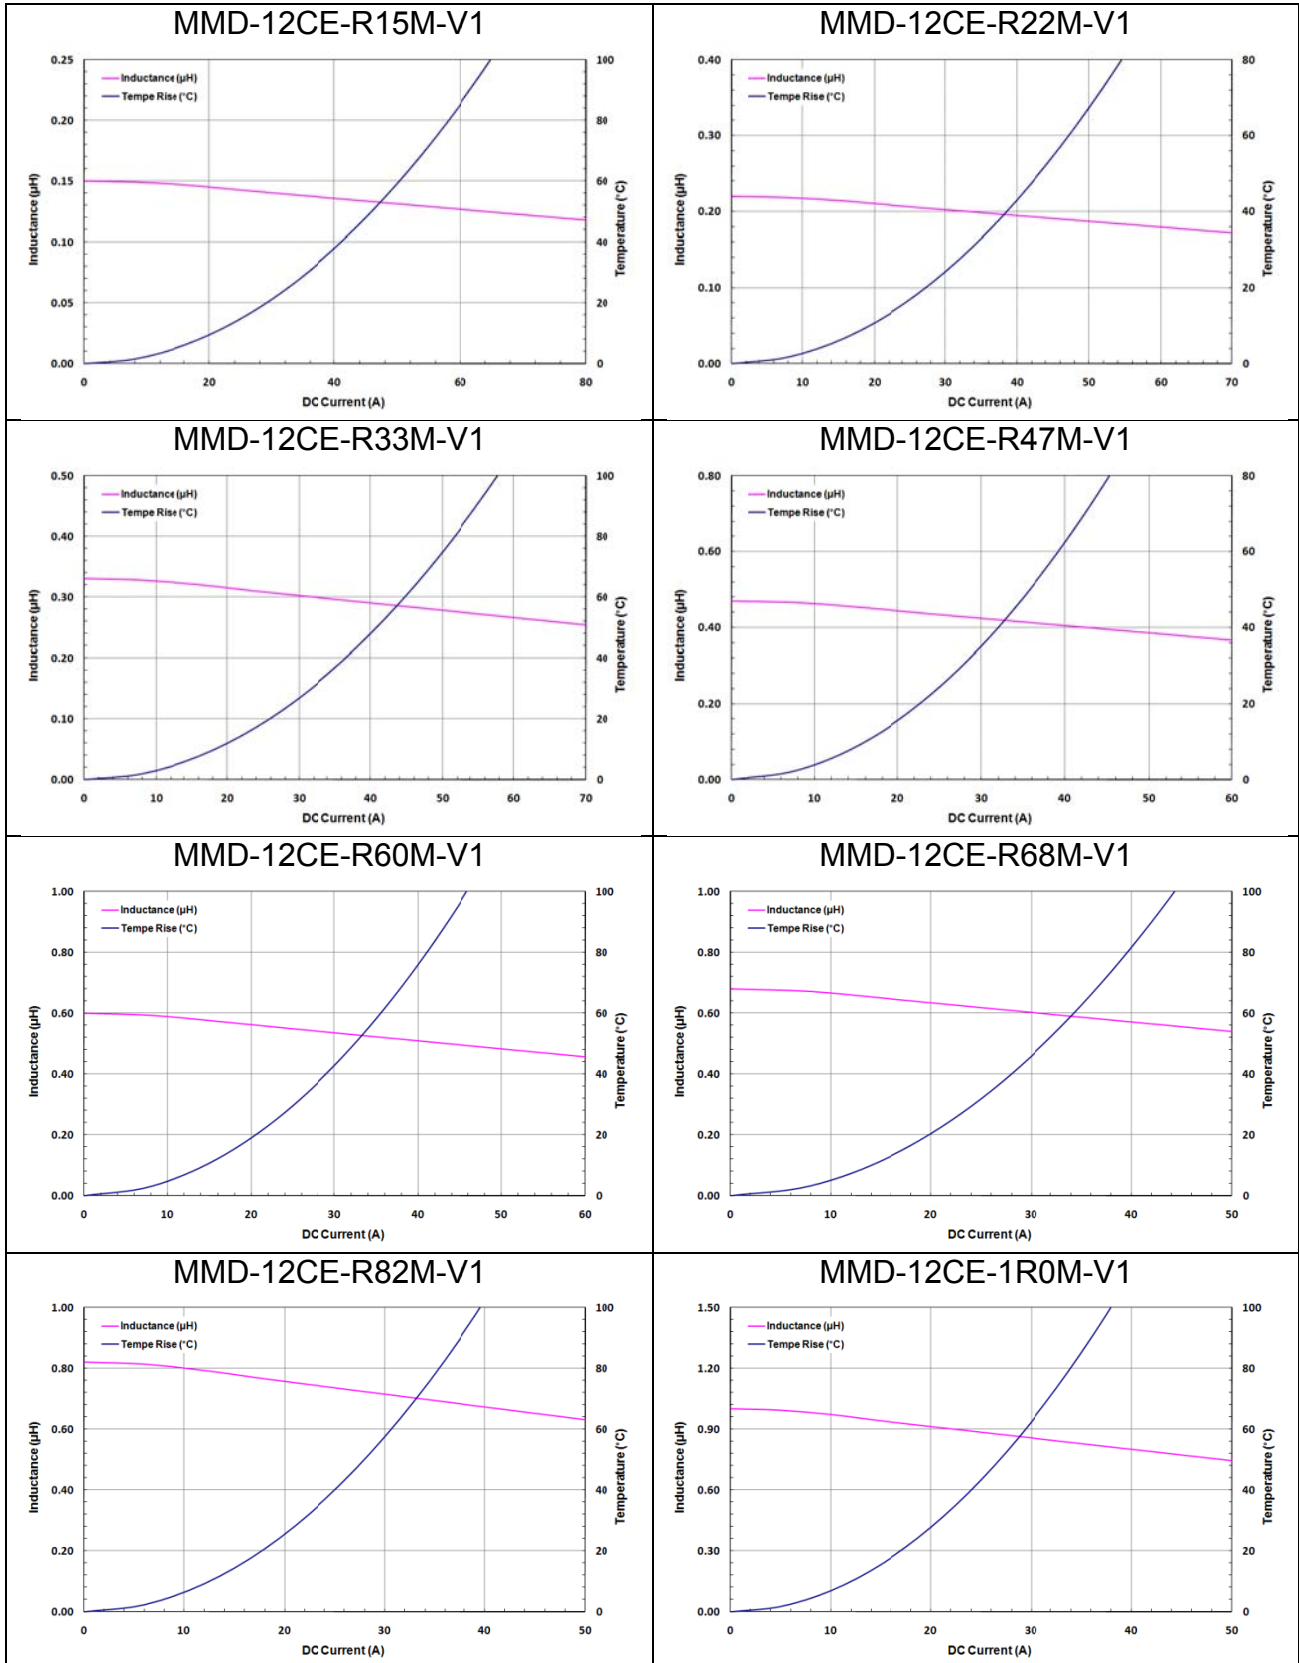 MMD-12CE-R15M-V1
Inductance (µH)
Tempe Rise (°C)
0.25
0.20
0.15
0.10
0.05
0.00
100
80
60
40
20
0
0 20 40 60 80
Inductance (µH)
Temperature (°C)
DC Current (A)
MMD-12CE-R22M-V1
Inductance (µH)
Tempe Rise (°C)
0.40
0.30
0.20
0.10
0.00
80
60
40
20
0
0 10 20 30 40 50 60 70
Inductance (µH)
Temperature (°C)
DC Current (A)
MMD-12CE-R33M-V1
Inductance (µH)
Tempe Rise (°C)
0.50
0.40
0.30
0.20
0.10
0.00
100
80
60
40
20
0
0 10 20 30 40 50 60 70
Inductance (µH)
Temperature (°C)
DC Current (A)
MMD-12CE-R47M-V1
Inductance (µH)
Tempe Rise (°C)
0.80
0.60
0.40
0.20
0.00
80
60
40
20
0
0 10 20 30 40 50 60
Inductance (µH)
Temperature (°C)
DC Current (A)
MMD-12CE-R60M-V1
Inductance (µH)
Tempe Rise (°C)
1.00
0.80
0.60
0.40
0.20
0.00
100
80
60
40
20
0
0 10 20 30 40 50 60
Inductance (µH)
Temperature (°C)
DC Current (A)
MMD-12CE-R68M-V1
Inductance (µH)
Tempe Rise (°C)
1.00
0.80
0.60
0.40
0.20
0.00
100
80
60
40
20
0
0 10 20 30 40 50
Inductance (µH)
Temperature (°C)
DC Current (A)
MMD-12CE-R82M-V1
Inductance (µH)
Tempe Rise (°C)
1.00
0.80
0.60
0.40
0.20
0.00
100
80
60
40
20
0
0 10 20 30 40 50
Inductance (µH)
Temperature (°C)
DC Current (A)
MMD-12CE-1R0M-V1
Inductance (µH)
Tempe Rise (°C)
1.50
1.20
0.90
0.60
0.30
0.00
100
80
60
40
20
0
0 10 20 30 40 50
Inductance (µH)
Temperature (°C)
DC Current (A)